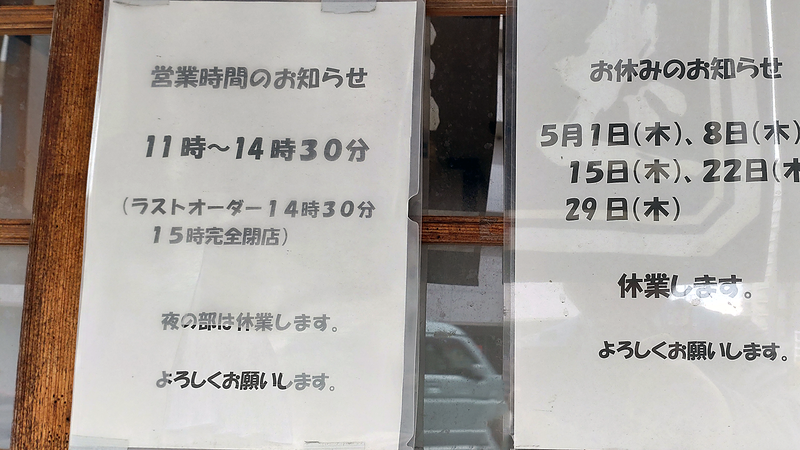 営業時間のお知らせ
11時～14時30分
（ラストオーダー14時30分
15時完全閉店）
夜の部は休業します。
よろしくお願いします。
お休みのお知らせ
5月1日(木)、8日(木)
15日(木)、22日(木
29日(木)
休業します。
よろしくお願いします。